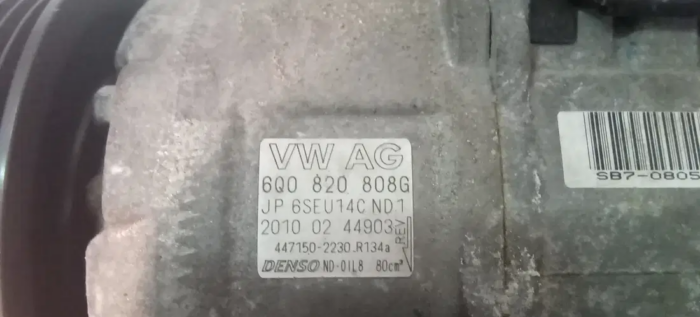 VW AG
6Q0 820 808G
JP 6SEU14C ND1
2010 02 44903
REV
447150-2230 R134a
DENSO ND-OIL8 80cm³
SB7-0805